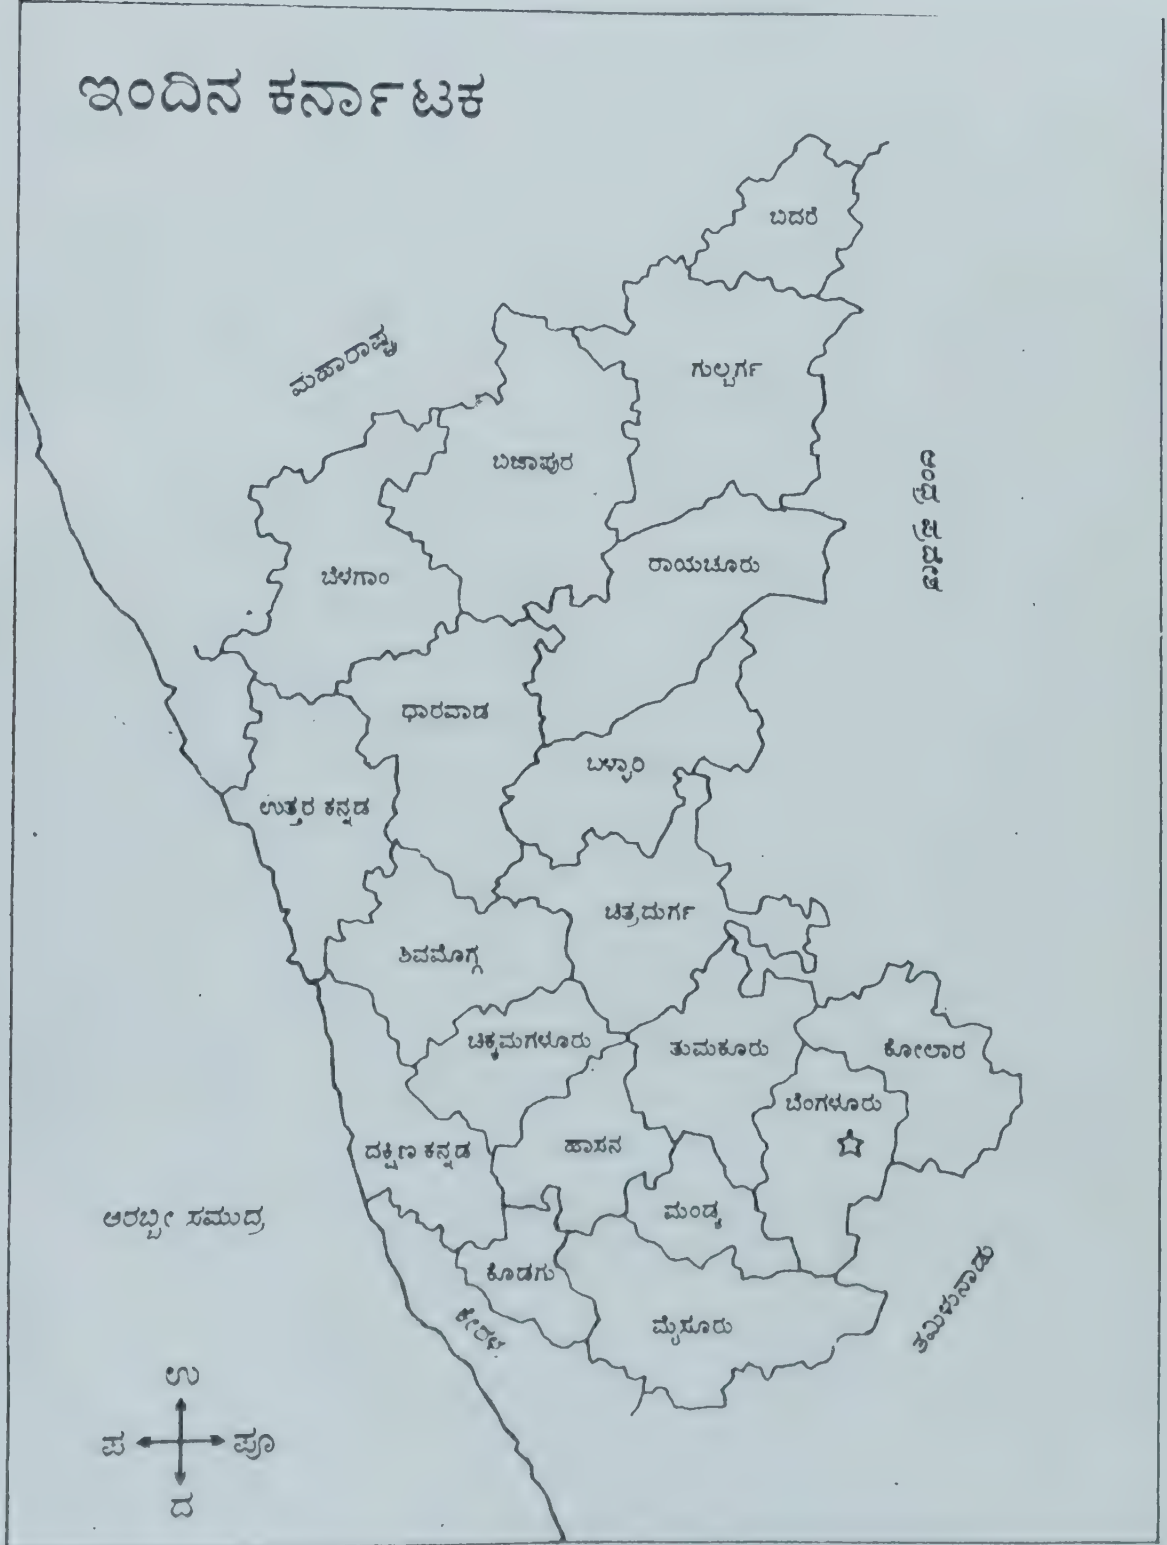 ಇಂದಿನ ಕರ್ನಾಟಕ
ಬದರೆ
ಮಹಾರಾಷ್ಟ್ರ
ಗುಲ್ಬರ್ಗ
ಬಿಜಾಪುರ
ಆಂಧ್ರ ಪ್ರದೇಶ
ರಾಯಚೂರು
ಬೆಳಗಾಂ
ಧಾರವಾಡ
ಬಳ್ಳಾರಿ
ಉತ್ತರ ಕನ್ನಡ
ಚಿತ್ರದುರ್ಗ
ಶಿವಮೊಗ್ಗ
ಚಿಕ್ಕಮಗಳೂರು
ತುಮಕೂರು
ಕೋಲಾರ
ಬೆಂಗಳೂರು
ದಕ್ಷಿಣ ಕನ್ನಡ
ಹಾಸನ
ಮಂಡ್ಯ
ಅರಬ್ಬೀ ಸಮುದ್ರ
ಕೊಡಗು
ಕೇರಳ
ಮೈಸೂರು
ತಮಿಳುನಾಡು
ಉ
ಪ ಪೂ
ದ